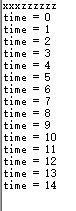 xxxzzzzzz
time = 0
time = 1
time = 2
time = 3
time = 4
time = 5
time = 6
time = 7
time = 8
time = 9
time = 10
time = 11
time = 12
time = 13
time = 14